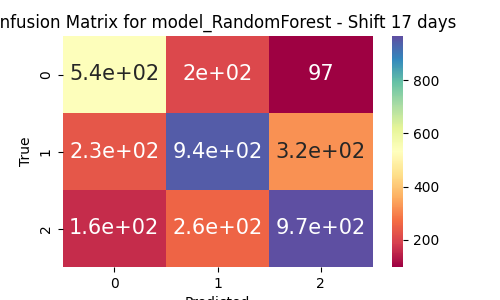 nfusion Matrix for model_RandomForest - Shift 17 days
0 5.4e+02 2e+02 97
1 2.3e+02 9.4e+02 3.2e+02
2 1.6e+02 2.6e+02 9.7e+02
True
0 1 2
Predicted
800
600
400
200